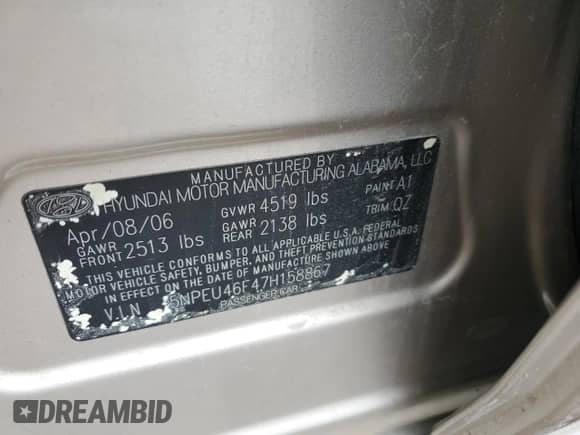 MANUFACTURED BY
HYUNDAI MOTOR MANUFACTURING ALABAMA, LLC
Apr/08/06 GVWR 4519 lbs PAINT A1
GAWR FRONT 2513 lbs GAWR REAR 2138 lbs TRIM QZ
THIS VEHICLE CONFORMS TO ALL APPLICABLE U.S.A. FEDERAL
MOTOR VEHICLE SAFETY, BUMPER, AND THEFT PREVENTION STANDARDS
IN EFFECT ON THE DATE OF MANUFACTURE SHOWN ABOVE
V.I.N 5NPEU46F47H158867
PASSENGER CAR
DREAMBID